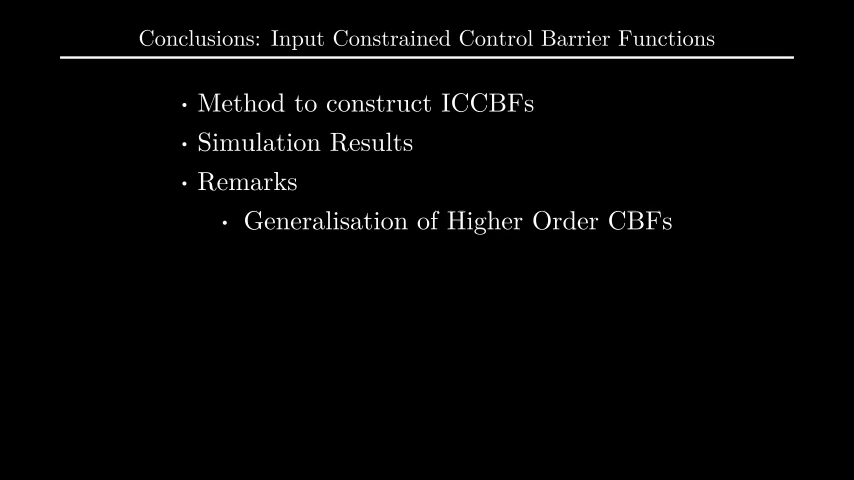 Conclusions: Input Constrained Control Barrier Functions
· Method to construct ICCBFs
· Simulation Results
· Remarks
· Generalisation of Higher Order CBFs